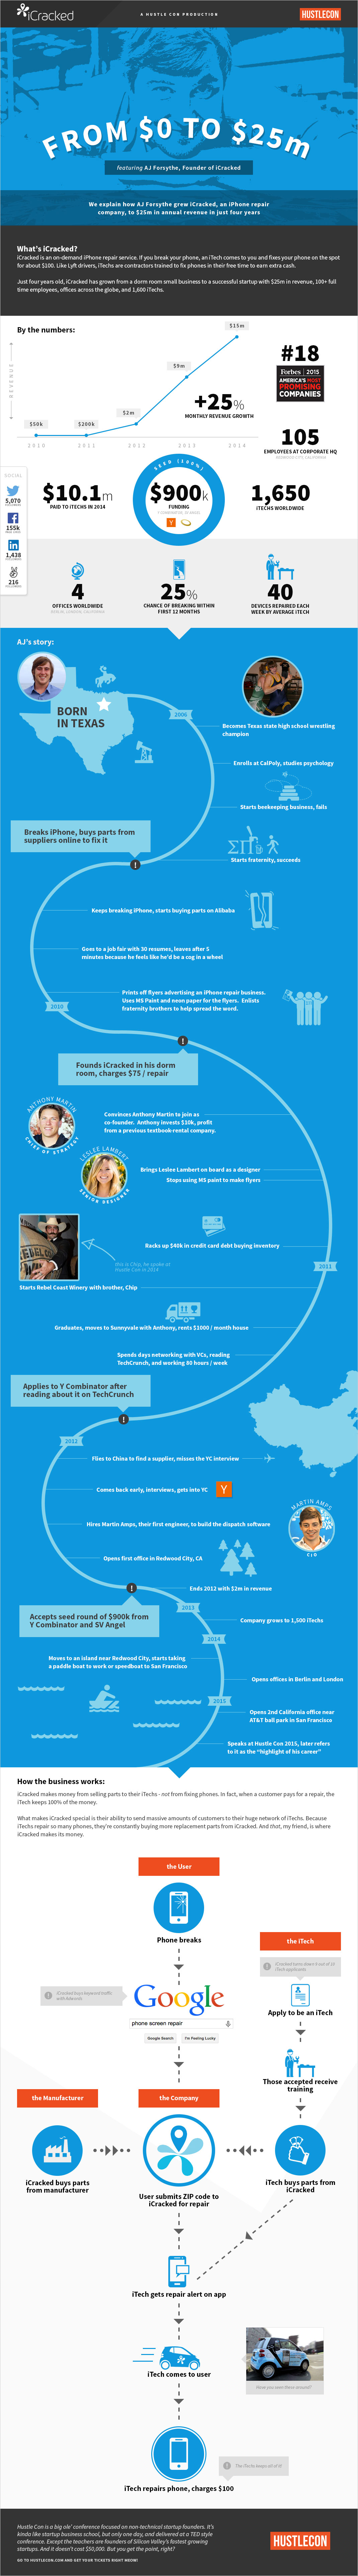 iCracked
A HUSTLE CON PRODUCTION
HUSTLECON
FROM $0 TO $25m
featuring AJ Forsythe, Founder of iCracked
We explain how AJ Forsythe grew iCracked, an iPhone repair
company, to $25m in annual revenue in just four years
What's iCracked?
iCracked is an on-demand iPhone repair service. If you break your phone, an iTech comes to you and fixes your phone on the spot
for about $100. Like Lyft drivers, iTechs are contractors trained to fix phones in their free time to earn extra cash.
Just four years old, iCracked has grown from a dorm room small business to a successful startup with $25m in revenue, 100+ full
time employees, offices across the globe, and 1,600 iTechs.
By the numbers:
$50k
$200k
$2m
$9m
$15m
2010
2011
2012
2013
2014
+25%
MONTHLY REVENUE GROWTH
#18
Forbes | 2015
AMERICA'S MOST
PROMISING
COMPANIES
105
EMPLOYEES AT CORPORATE HQ
SOCIAL
5,070
155k
1,438
216
$10.1m
PAID TO iTECHS IN 2014
SEED (100%)
$900k
FUNDING
Y
1,650
iTECHS WORLDWIDE
4
OFFICES WORLDWIDE
25%
CHANCE OF BREAKING WITHIN
FIRST 12 MONTHS
40
DEVICES REPAIRED EACH
WEEK BY AVERAGE iTECH
AJ's story:
BORN
IN TEXAS
2006
Becomes Texas state high school wrestling
champion
Enrolls at CalPoly, studies psychology
Starts beekeeping business, fails
Breaks iPhone, buys parts from
suppliers online to fix it
!
Starts fraternity, succeeds
Keeps breaking iPhone, starts buying parts on Alibaba
Goes to a job fair with 30 resumes, leaves after 5
minutes because he feels like he'd be a cog in a wheel
Prints off flyers advertising an iPhone repair business.
Uses MS Paint and neon paper for the flyers. Enlists
fraternity brothers to help spread the word.
2010
!
Founds iCracked in his dorm
room, charges $75 / repair
ANTHONY MARTIN
CHIEF OF STRATEGY
Convinces Anthony Martin to join as
co-founder. Anthony invests $10k, profit
from a previous textbook-rental company.
LESLEE LAMBERT
SENIOR DESIGNER
Brings Leslee Lambert on board as a designer
Stops using MS paint to make flyers
Racks up $40k in credit card debt buying inventory
this is Chip, he spoke at
Hustle Con in 2014
2011
Starts Rebel Coast Winery with brother, Chip
Graduates, moves to Sunnyvale with Anthony, rents $1000 / month house
Spends days networking with VCs, reading
TechCrunch, and working 80 hours / week
Applies to Y Combinator after
reading about it on TechCrunch
!
2012
Flies to China to find a supplier, misses the YC interview
Comes back early, interviews, gets into YC
Y
MARTIN AMPS
CIO
Hires Martin Amps, their first engineer, to build the dispatch software
Opens first office in Redwood City, CA
!
Ends 2012 with $2m in revenue
Accepts seed round of $900k from
Y Combinator and SV Angel
2013
Company grows to 1,500 iTechs
2014
Moves to an island near Redwood City, starts taking
a paddle boat to work or speedboat to San Francisco
Opens offices in Berlin and London
2015
Opens 2nd California office near
AT&T ball park in San Francisco
Speaks at Hustle Con 2015, later refers
to it as the "highlight of his career"
How the business works:
iCracked makes money from selling parts to their iTechs - not from fixing phones. In fact, when a customer pays for a repair, the
iTech keeps 100% of the money.
What makes iCracked special is their ability to send massive amounts of customers to their huge network of iTechs. Because
iTechs repair so many phones, they're constantly buying more replacement parts from iCracked. And that, my friend, is where
iCracked makes its money.
the User
Phone breaks
the iTech
iCracked turns down 9 out of 14
iTech applicants
iCracked buys keyword traffic
with Adwords
Google
phone screen repair
Google Search
I'm Feeling Lucky
Apply to be an iTech
Those accepted receive
training
the Manufacturer
the Company
iCracked buys parts
from manufacturer
User submits ZIP code to
iCracked for repair
iTech buys parts from
iCracked
iTech gets repair alert on app
iTech comes to user
Have you seen these around?
The iTechs keeps all of it!
iTech repairs phone, charges $100
Hustle Con is a big ole' conference focused on non-technical startup founders. It's
kinda like startup business school, but only one day, and delivered at a TED style
conference. Except the teachers are founders of Silicon Valley's fastest growing
startups. And it doesn't cost $50,000. But you get the point, right?
GO TO HUSTLECON.COM AND GET YOUR TICKETS RIGHT MEOW!
HUSTLECON